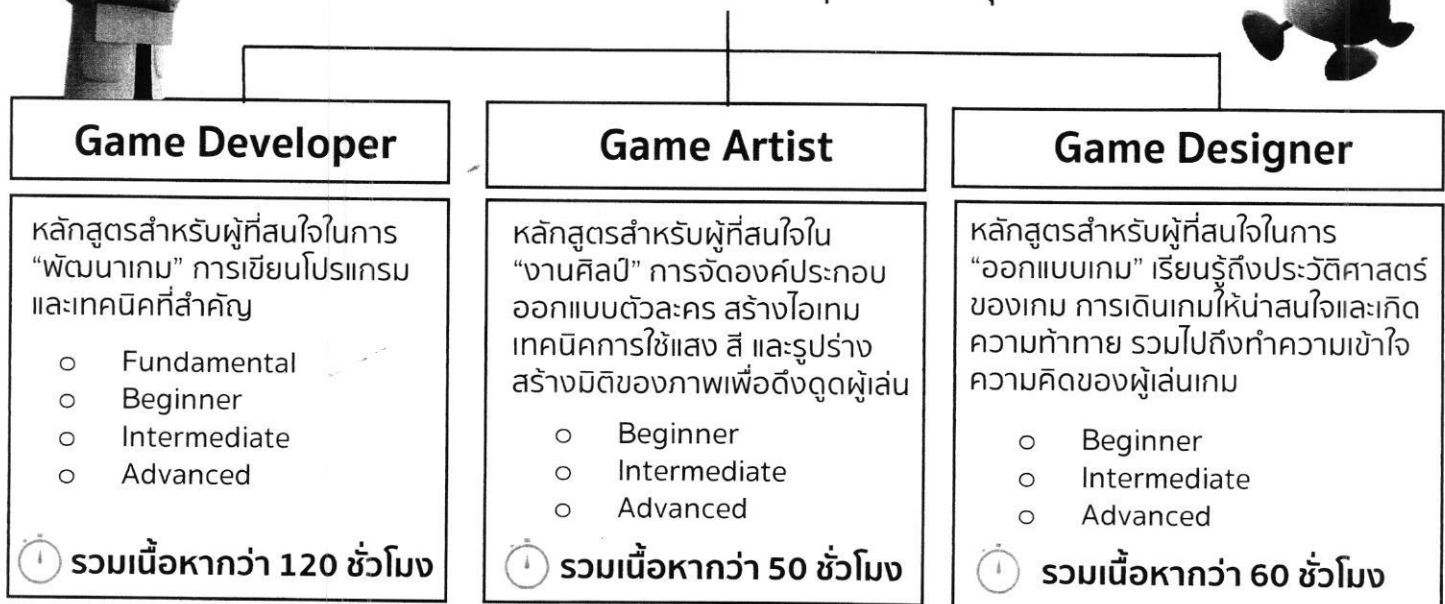 Game Developer
หลักสูตรสำหรับผู้ที่สนใจในการ
“พัฒนาเกม” การเขียนโปรแกรม
และเทคนิคที่สำคัญ
o Fundamental
o Beginner
o Intermediate
o Advanced
รวมเนื้อหากว่า 120 ชั่วโมง
Game Artist
หลักสูตรสำหรับผู้ที่สนใจใน
“งานศิลป์” การจัดองค์ประกอบ
ออกแบบตัวละคร สร้างไอเทม
เทคนิคการใช้แสง สี และรูปร่าง
สร้างมิติของภาพเพื่อดึงดูดผู้เล่น
o Beginner
o Intermediate
o Advanced
รวมเนื้อหากว่า 50 ชั่วโมง
Game Designer
หลักสูตรสำหรับผู้ที่สนใจในการ
“ออกแบบเกม” เรียนรู้ถึงประวัติศาสตร์
ของเกม การเดินเกมให้น่าสนใจและเกิด
ความท้าทาย รวมไปถึงทำความเข้าใจ
ความคิดของผู้เล่นเกม
o Beginner
o Intermediate
o Advanced
รวมเนื้อหากว่า 60 ชั่วโมง